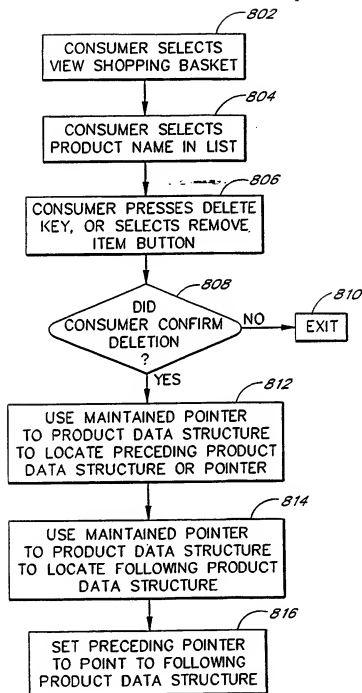 802
CONSUMER SELECTS
VIEW SHOPPING BASKET
804
CONSUMER SELECTS
PRODUCT NAME IN LIST
806
CONSUMER PRESSES DELETE
KEY, OR SELECTS REMOVE
ITEM BUTTON
808
DID
CONSUMER CONFIRM
DELETION
?
NO
810
EXIT
YES
812
USE MAINTAINED POINTER
TO PRODUCT DATA STRUCTURE
TO LOCATE PRECEDING PRODUCT
DATA STRUCTURE OR POINTER
814
USE MAINTAINED POINTER
TO PRODUCT DATA STRUCTURE
TO LOCATE FOLLOWING PRODUCT
DATA STRUCTURE
816
SET PRECEDING POINTER
TO POINT TO FOLLOWING
PRODUCT DATA STRUCTURE